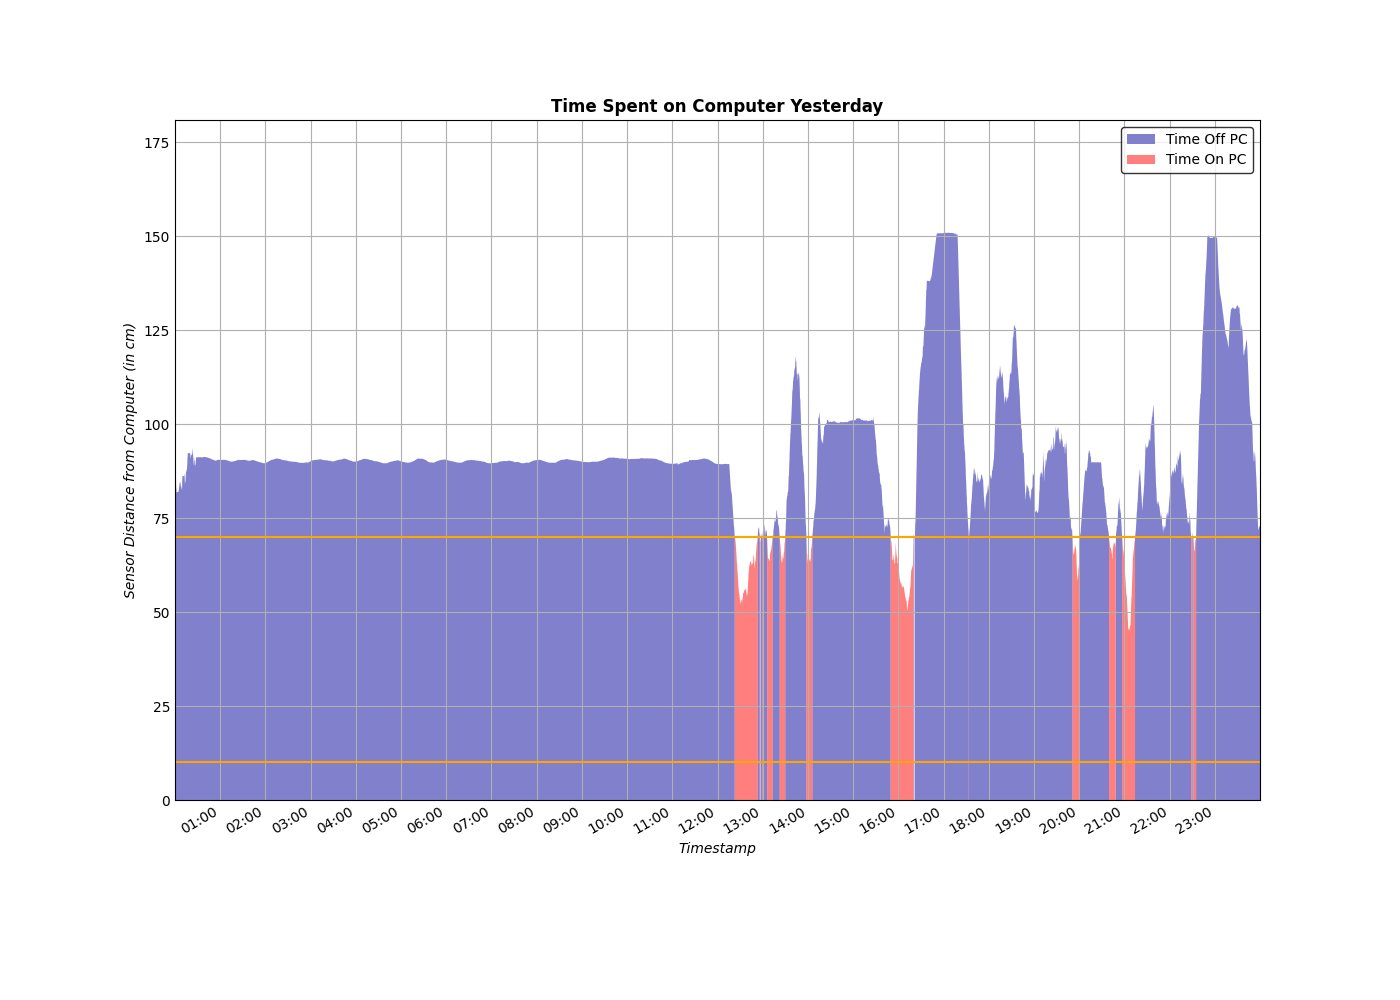 Time Spent on Computer Yesterday
Time Off PC
Time On PC
Sensor Distance from Computer (in cm)
175
150
125
100
75
50
25
0
01:00 02:00 03:00 04:00 05:00 06:00 07:00 08:00 09:00 10:00 11:00 12:00 13:00 14:00 15:00 16:00 17:00 18:00 19:00 20:00 21:00 22:00 23:00
Timestamp